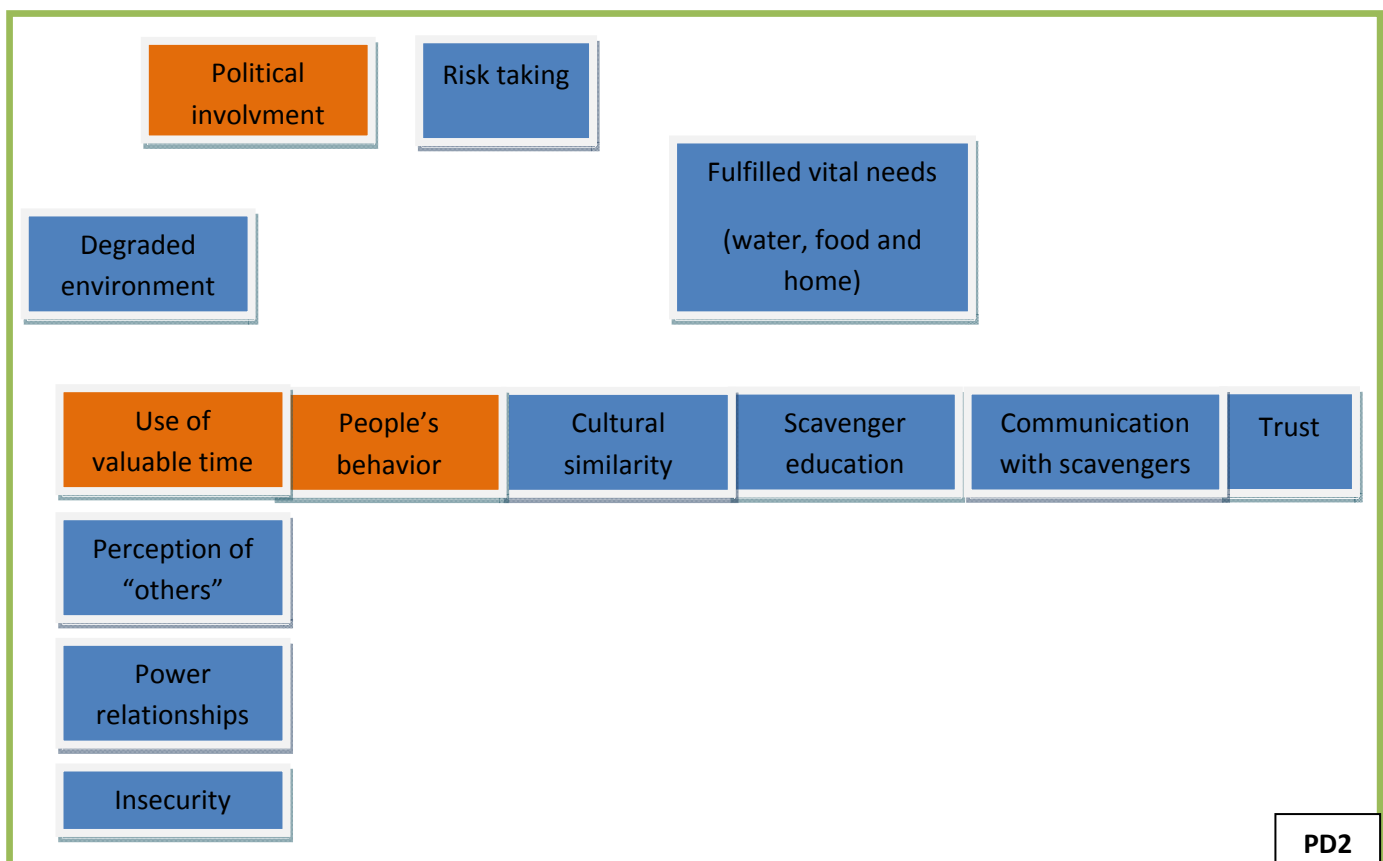 Political
involvment
Risk taking
Fulfilled vital needs
(water, food and
home)
Degraded
environment
Use of
valuable time
People’s
behavior
Cultural
similarity
Scavenger
education
Communication
with scavengers
Trust
Perception of
“others”
Power
relationships
Insecurity
PD2